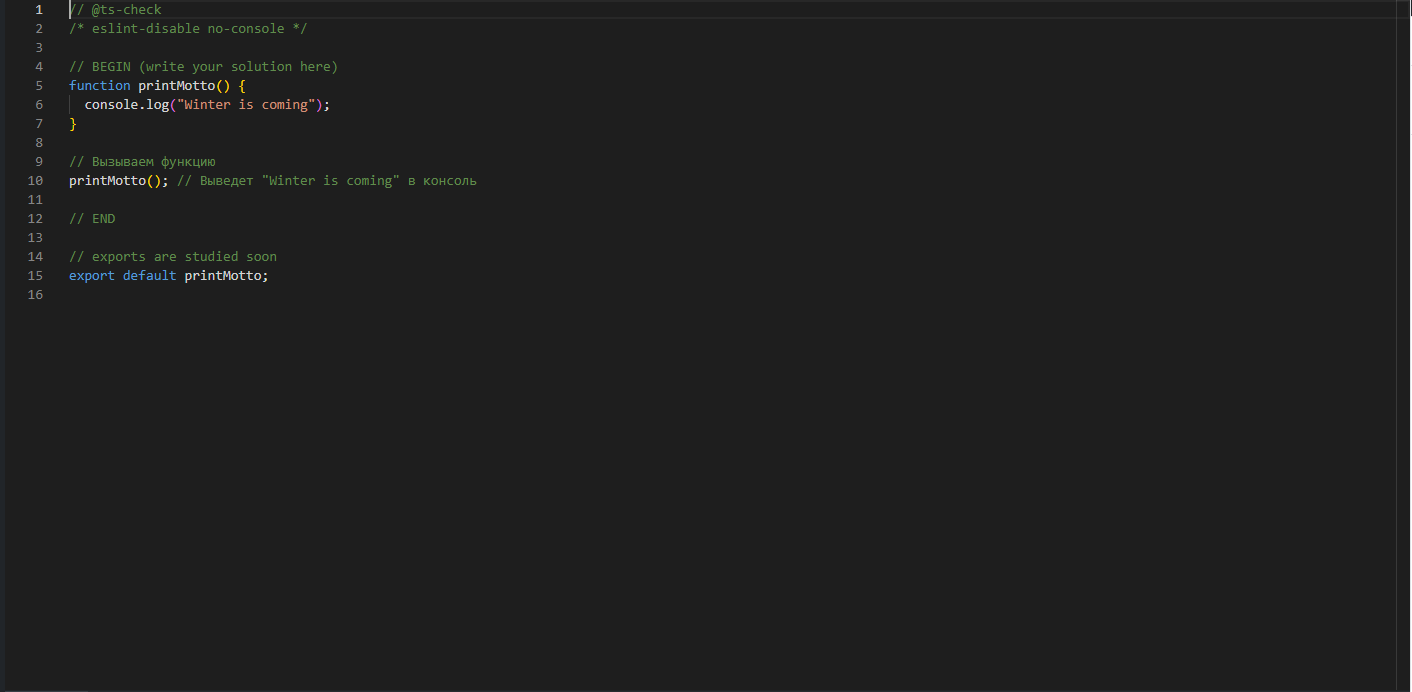 1 // @ts-check
2 /* eslint-disable no-console */
3
4 // BEGIN (write your solution here)
5 function printMotto() {
6   console.log("Winter is coming");
7 }
8
9 // Вызываем функцию
10 printMotto(); // Выведет "Winter is coming" в консоль
11
12 // END
13
14 // exports are studied soon
15 export default printMotto;
16